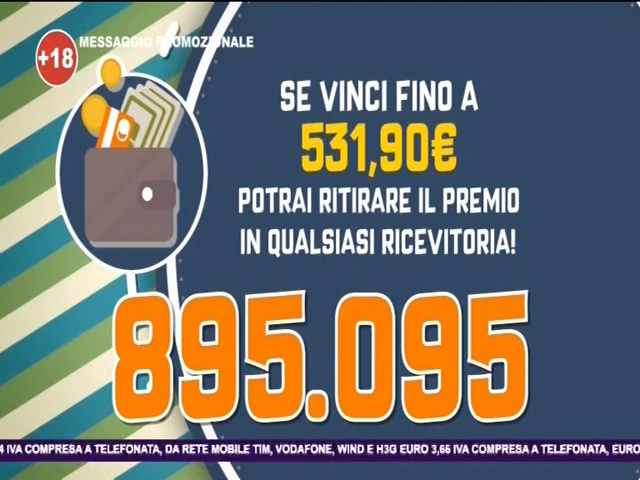 +18
MESSAGGIO PROMOZIONALE
SE VINCI FINO A
531,90€
POTRAI RITIRARE IL PREMIO
IN QUALSIASI RICEVITORIA!
895.095
4 IVA COMPRESA A TELEFONATA, DA RETE MOBILE TIM, VODAFONE, WIND E H3G EURO 3,66 IVA COMPRESA A TELEFONATA, EURO